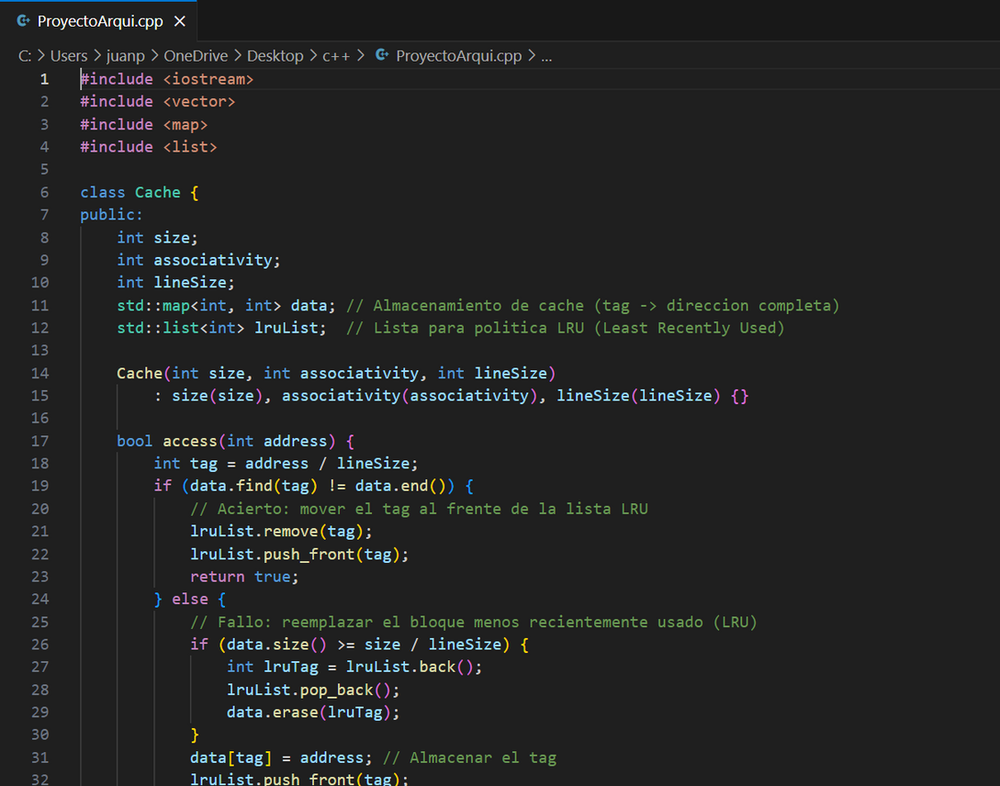 ProyectoArqui.cpp ×
C: > Users > juanp > OneDrive > Desktop > c++ > ProyectoArqui.cpp > ...
1 #include <iostream>
2 #include <vector>
3 #include <map>
4 #include <list>
5
6 class Cache {
7 public:
8     int size;
9     int associativity;
10     int lineSize;
11     std::map<int, int> data; // Almacenamiento de cache (tag -> direccion completa)
12     std::list<int> lruList;  // Lista para politica LRU (Least Recently Used)
13
14     Cache(int size, int associativity, int lineSize)
15         : size(size), associativity(associativity), lineSize(lineSize) {}
16
17     bool access(int address) {
18         int tag = address / lineSize;
19         if (data.find(tag) != data.end()) {
20             // Acierto: mover el tag al frente de la lista LRU
21             lruList.remove(tag);
22             lruList.push_front(tag);
23             return true;
24         } else {
25             // Fallo: reemplazar el bloque menos recientemente usado (LRU)
26             if (data.size() >= size / lineSize) {
27                 int lruTag = lruList.back();
28                 lruList.pop_back();
29                 data.erase(lruTag);
30             }
31             data[tag] = address; // Almacenar el tag
32             lruList.push_front(tag);